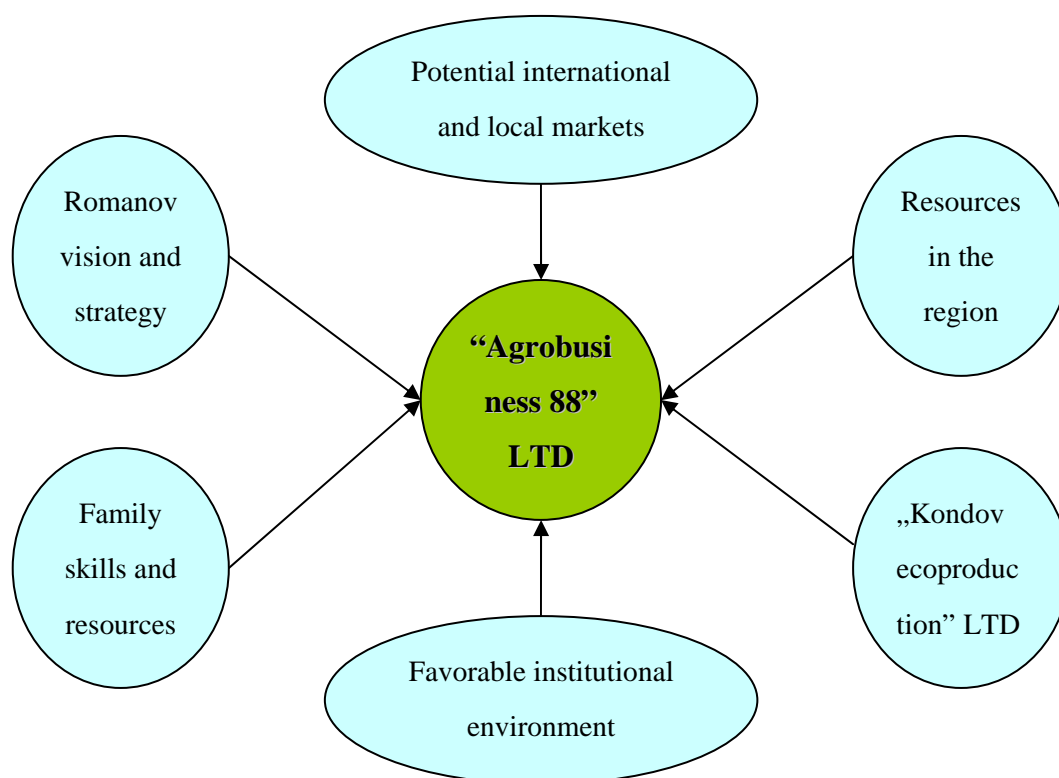 Potential international
and local markets
Romanov
vision and
strategy
Resources
in the
region
“Agrobusi
ness 88”
LTD
Family
skills and
resources
„Kondov
ecoproduc
tion” LTD
Favorable institutional
environment